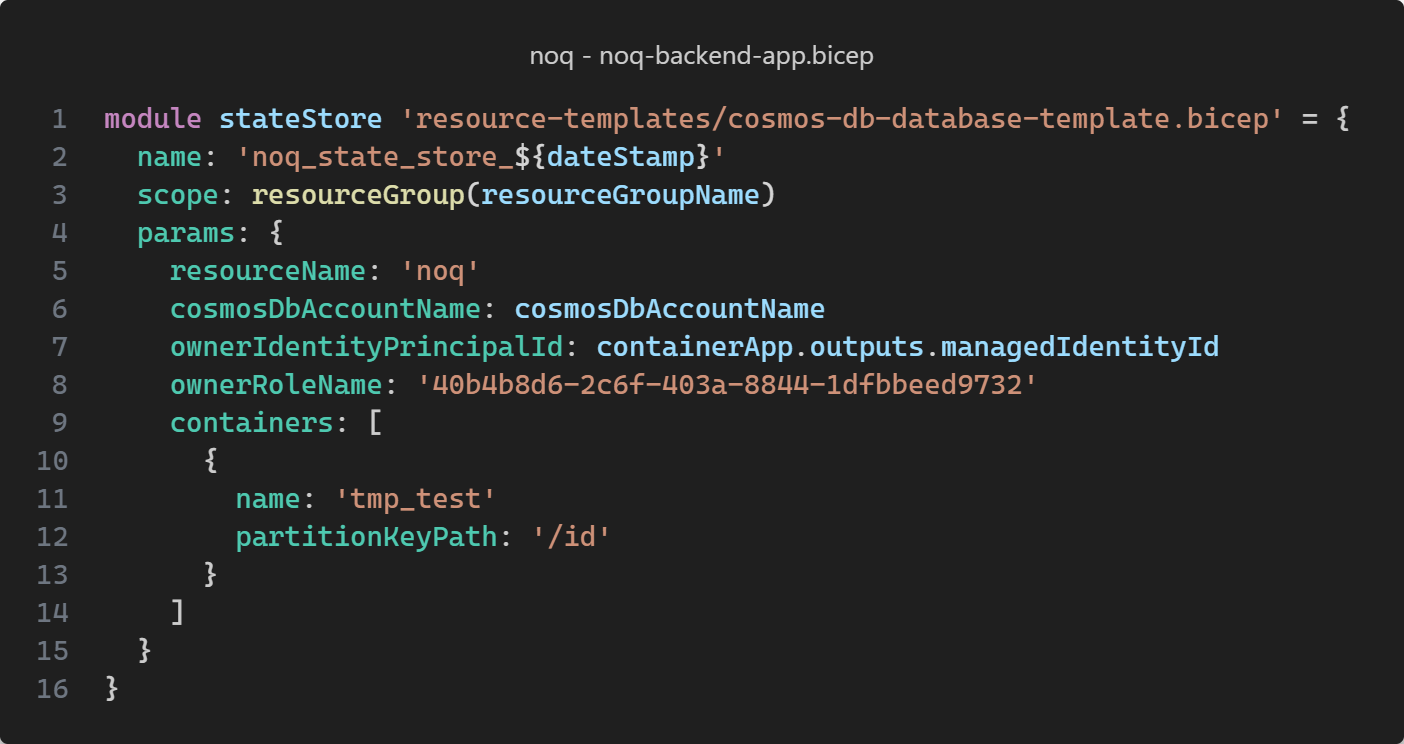 noq - noq-backend-app.bicep
1 module stateStore 'resource-templates/cosmos-db-database-template.bicep' = {
2   name: 'noq_state_store_${dateStamp}'
3   scope: resourceGroup(resourceGroupName)
4   params: {
5     resourceName: 'noq'
6     cosmosDbAccountName: cosmosDbAccountName
7     ownerIdentityPrincipalId: containerApp.outputs.managedIdentityId
8     ownerRoleName: '40b4b8d6-2c6f-403a-8844-1dfbbeed9732'
9     containers: [
10       {
11         name: 'tmp_test'
12         partitionKeyPath: '/id'
13       }
14     ]
15   }
16 }